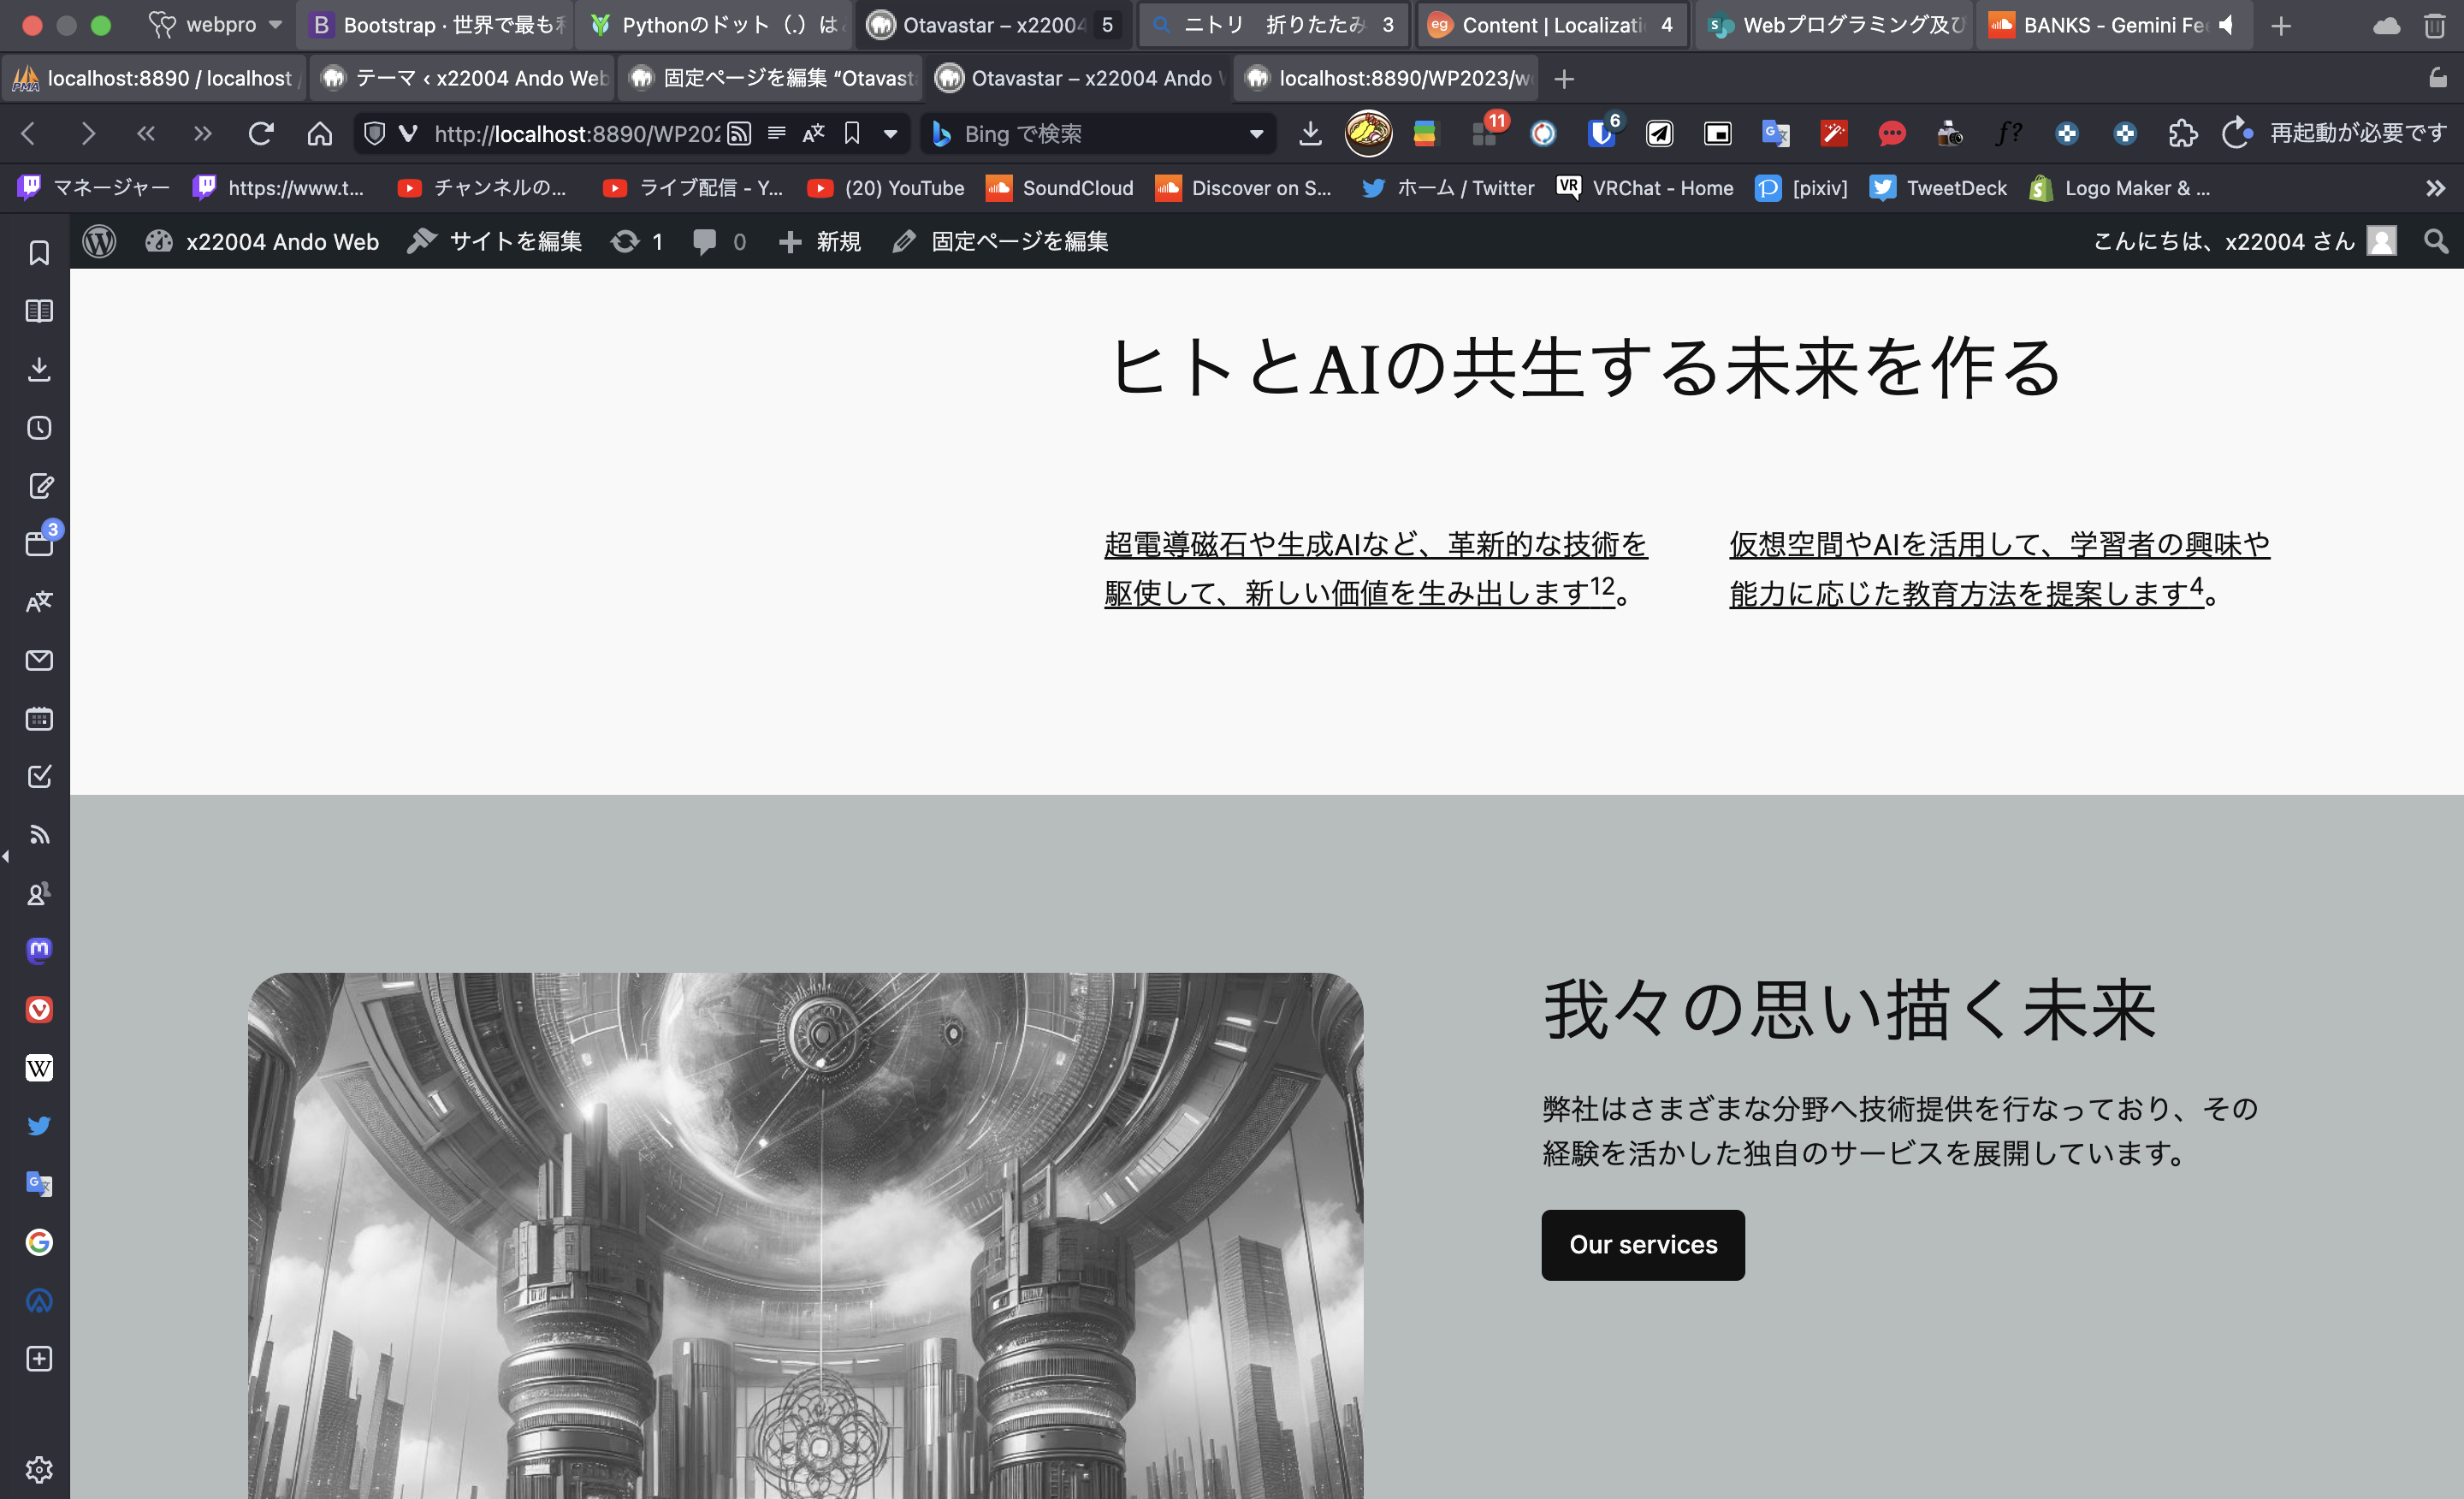 webpro
Bootstrap · 世界で最も
Pythonのドット（.）は
Otavastar – x22004
5
ニトリ　折りたたみ
3
Content | Localizati
4
Webプログラミング及び
BANKS - Gemini Fe
localhost:8890 / localhost /
テーマ ‹ x22004 Ando Web
固定ページを編集 “Otavast
Otavastar – x22004 Ando
localhost:8890/WP2023/w
http://localhost:8890/WP202
Bing で検索
11
6
再起動が必要です
マネージャー
https://www.t...
チャンネルの...
ライブ配信 - Y...
(20) YouTube
SoundCloud
Discover on S...
ホーム / Twitter
VRChat - Home
[pixiv]
TweetDeck
Logo Maker & ...
x22004 Ando Web
サイトを編集
1
0
新規
固定ページを編集
こんにちは、x22004 さん
3
ヒトとAIの共生する未来を作る
超電導磁石や生成AIなど、革新的な技術を
駆使して、新しい価値を生み出します12。
仮想空間やAIを活用して、学習者の興味や
能力に応じた教育方法を提案します4。
我々の思い描く未来
弊社はさまざまな分野へ技術提供を行なっており、その
経験を活かした独自のサービスを展開しています。
Our services